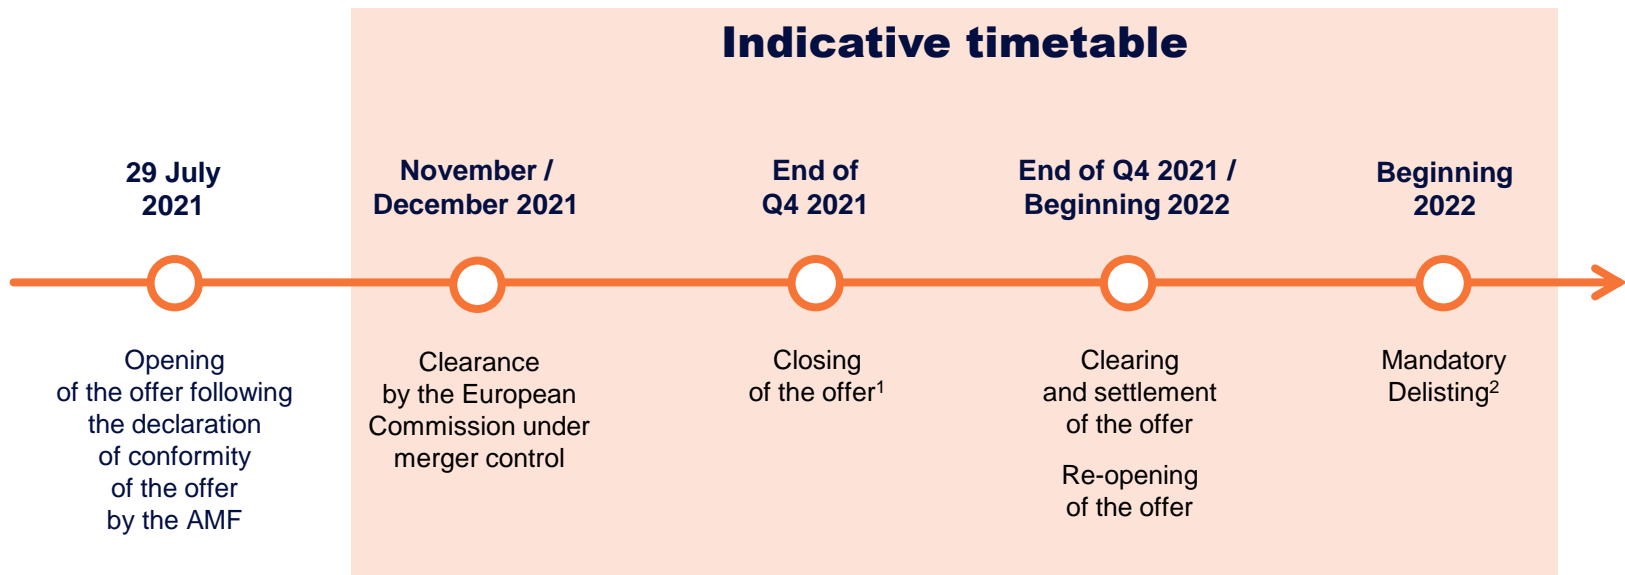 Indicative timetable
29 July
2021
Opening
of the offer following
the declaration
of conformity
of the offer
by the AMF
November /
December 2021
Clearance
by the European
Commission under
merger control
End of
Q4 2021
Closing
of the offer¹
End of Q4 2021 /
Beginning 2022
Clearing
and settlement
of the offer
Re-opening
of the offer
Beginning
2022
Mandatory
Delisting²